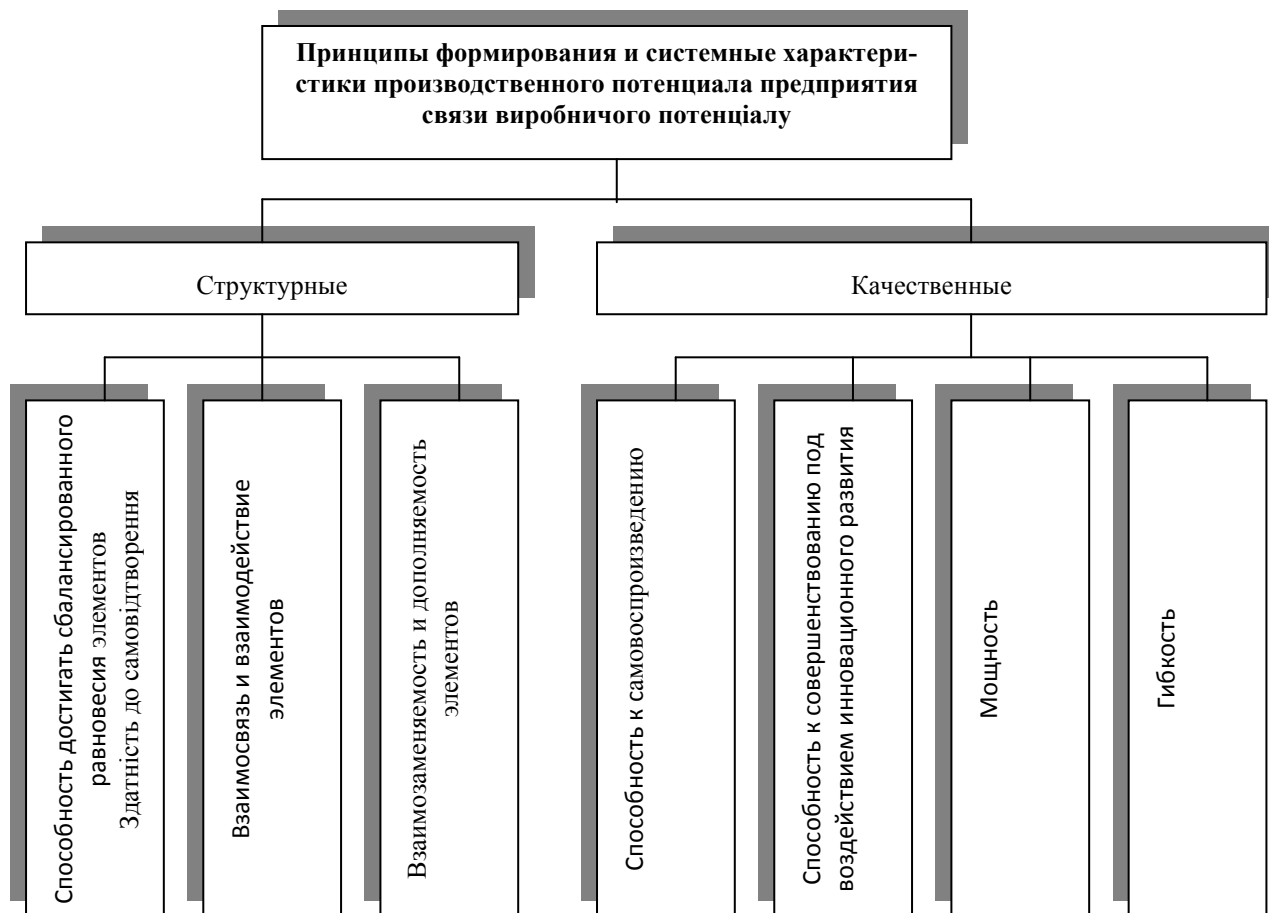 Принципы формирования и системные характери-
стики производственного потенциала предприятия
связи виробничого потенціалу
Структурные
Качественные
Способность достигать сбалансированного
равновесия элементов
Здатність до самовідтворення
Взаимосвязь и взаимодействие
элементов
Взаимозаменяемость и дополняемость
элементов
Способность к самовоспроизведению
Способность к совершенствованию под
воздействием инновационного развития
Мощность
Гибкость